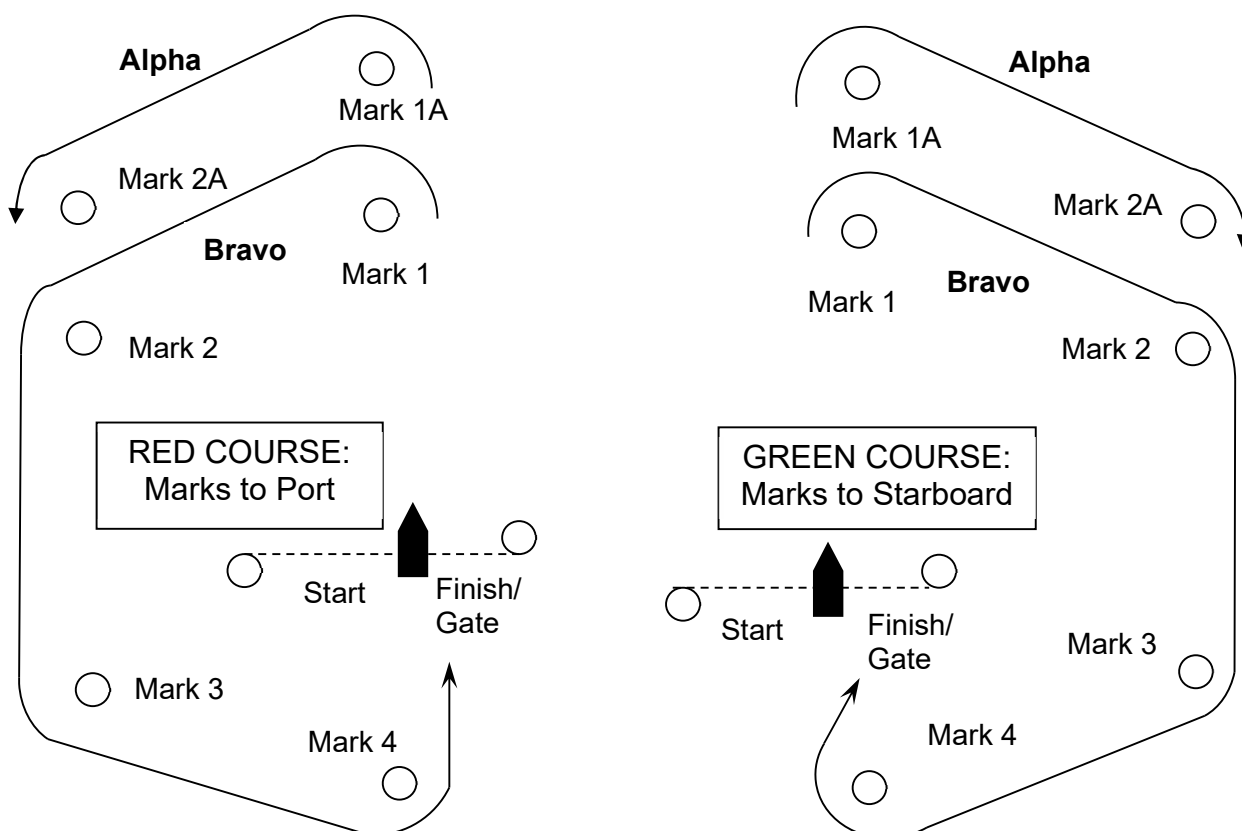 Alpha
Mark 1A
Mark 2A
Bravo
Mark 1
Mark 2
RED COURSE:
Marks to Port
Start
Finish/
Gate
Mark 3
Mark 4
Alpha
Mark 1A
Mark 2A
Mark 1
Bravo
Mark 2
GREEN COURSE:
Marks to Starboard
Start
Finish/
Gate
Mark 3
Mark 4